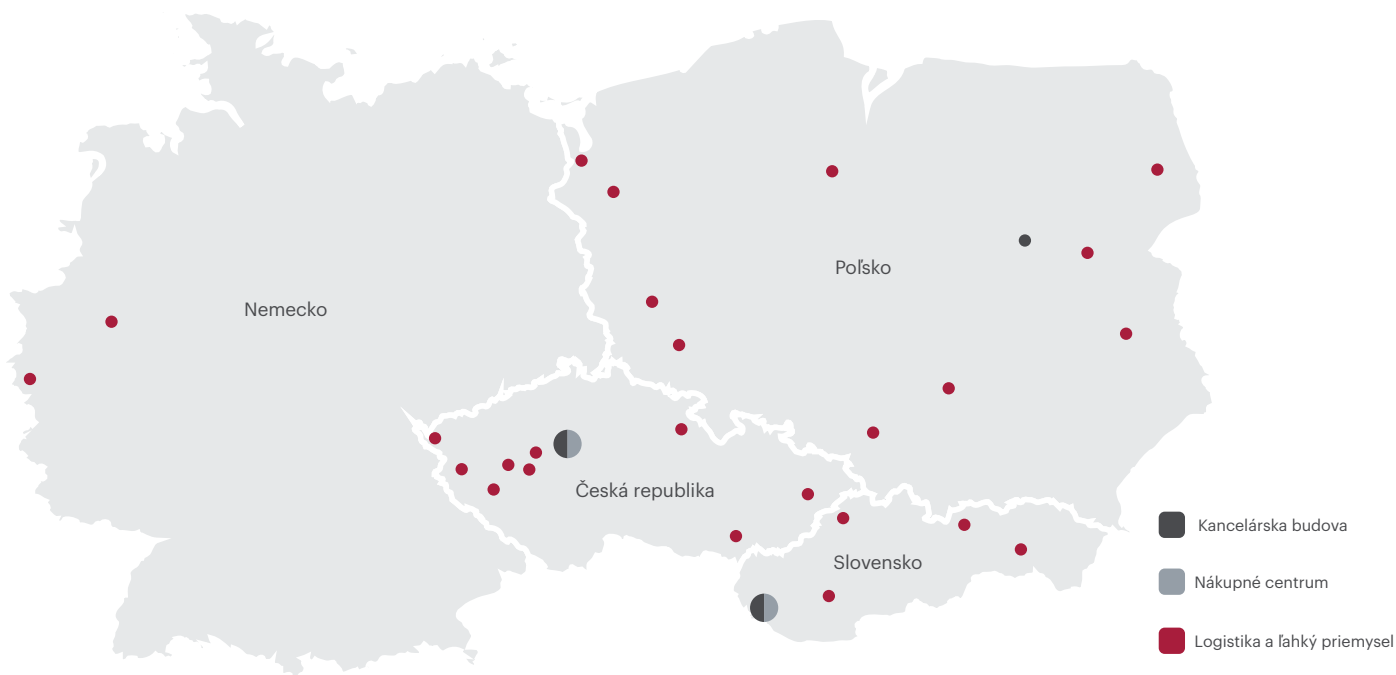 Poľsko
Nemecko
Česká republika
Slovensko
Kancelárska budova
Nákupné centrum
Logistika a ľahký priemysel